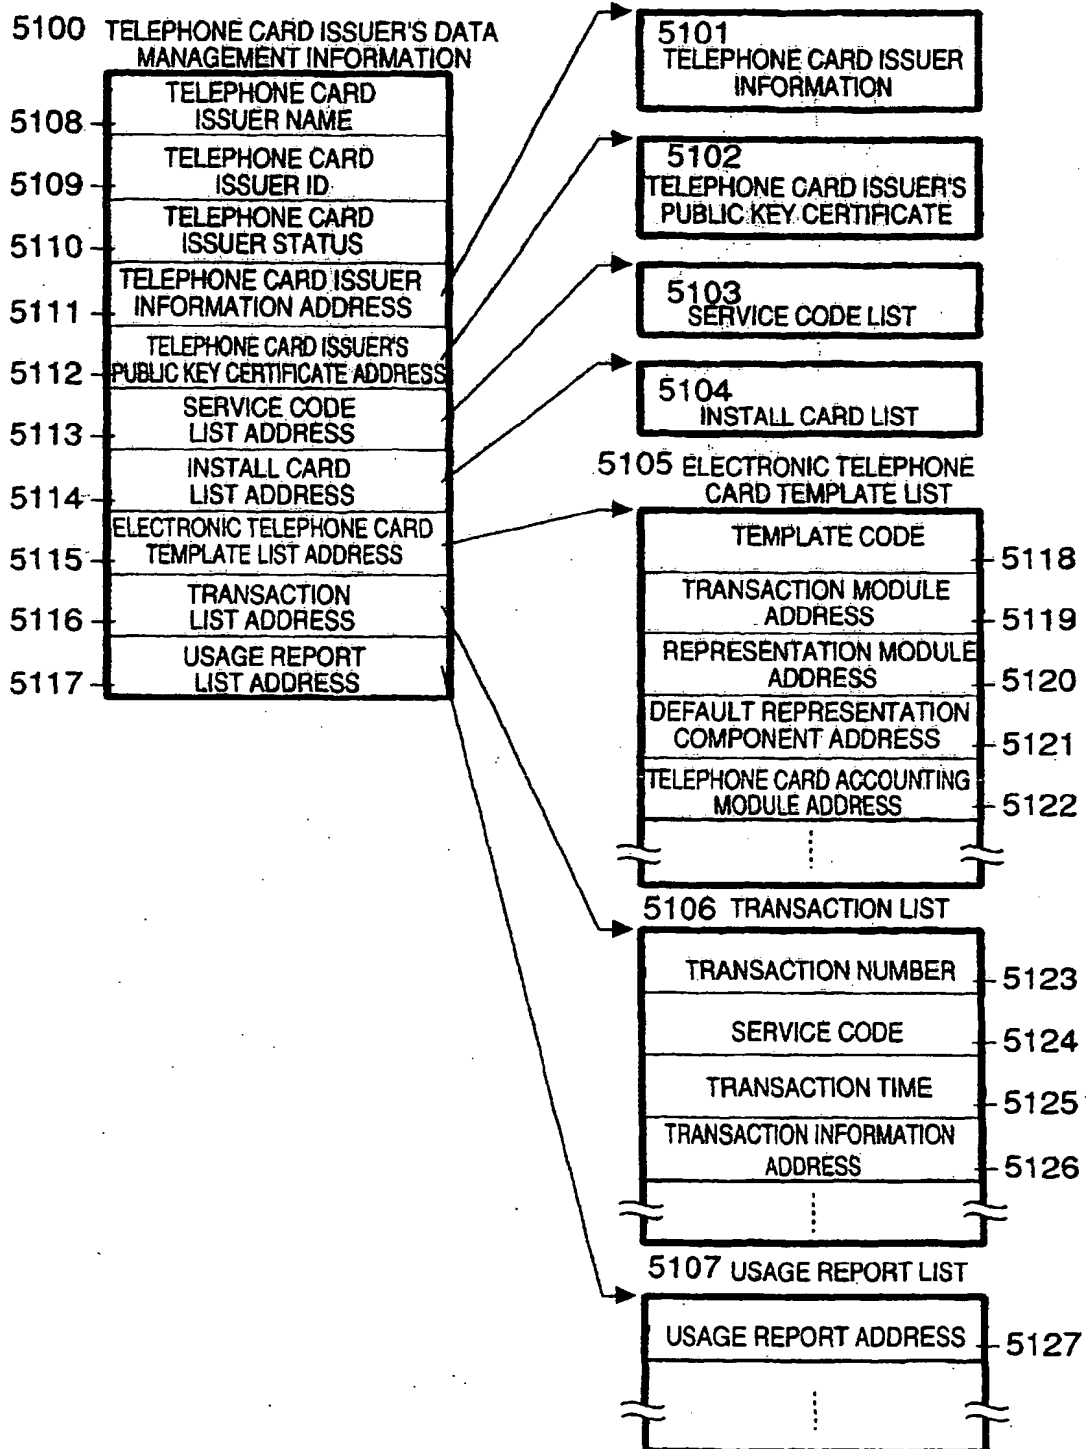 5100 TELEPHONE CARD ISSUER'S DATA
MANAGEMENT INFORMATION
5108
TELEPHONE CARD
ISSUER NAME
5109
TELEPHONE CARD
ISSUER ID
5110
TELEPHONE CARD
ISSUER STATUS
5111
TELEPHONE CARD ISSUER
INFORMATION ADDRESS
5112
TELEPHONE CARD ISSUER'S
PUBLIC KEY CERTIFICATE ADDRESS
5113
SERVICE CODE
LIST ADDRESS
5114
INSTALL CARD
LIST ADDRESS
5115
ELECTRONIC TELEPHONE CARD
TEMPLATE LIST ADDRESS
5116
TRANSACTION
LIST ADDRESS
5117
USAGE REPORT
LIST ADDRESS
5101
TELEPHONE CARD ISSUER
INFORMATION
5102
TELEPHONE CARD ISSUER'S
PUBLIC KEY CERTIFICATE
5103
SERVICE CODE LIST
5104
INSTALL CARD LIST
5105 ELECTRONIC TELEPHONE
CARD TEMPLATE LIST
TEMPLATE CODE
5118
TRANSACTION MODULE
ADDRESS
5119
REPRESENTATION MODULE
ADDRESS
5120
DEFAULT REPRESENTATION
COMPONENT ADDRESS
5121
TELEPHONE CARD ACCOUNTING
MODULE ADDRESS
5122
5106 TRANSACTION LIST
TRANSACTION NUMBER
5123
SERVICE CODE
5124
TRANSACTION TIME
5125
TRANSACTION INFORMATION
ADDRESS
5126
5107 USAGE REPORT LIST
USAGE REPORT ADDRESS
5127